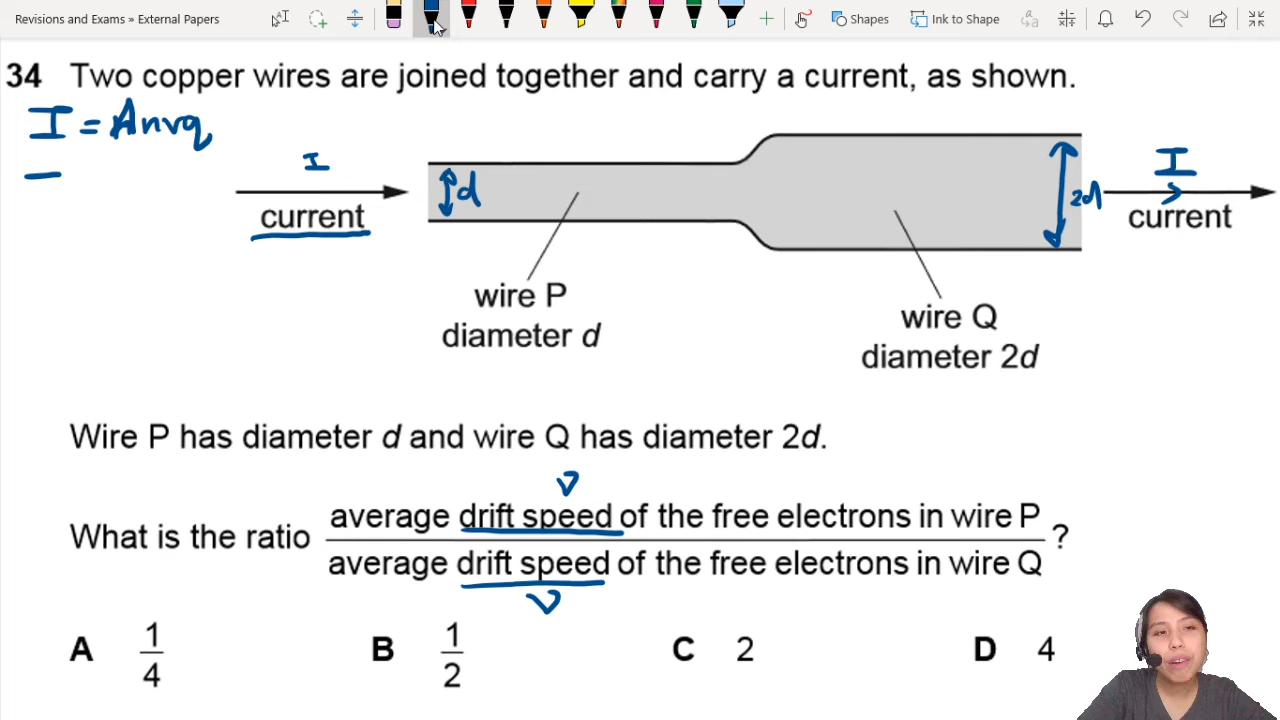 Revisions and Exams » External Papers
Shapes
Ink to Shape
34 Two copper wires are joined together and carry a current, as shown.
I = Anvq
I
I
d
2d
current
current
wire P
diameter d
wire Q
diameter 2d
Wire P has diameter d and wire Q has diameter 2d.
v
What is the ratio average drift speed of the free electrons in wire P
average drift speed of the free electrons in wire Q ?
v
A 1/4 B 1/2 C 2 D 4